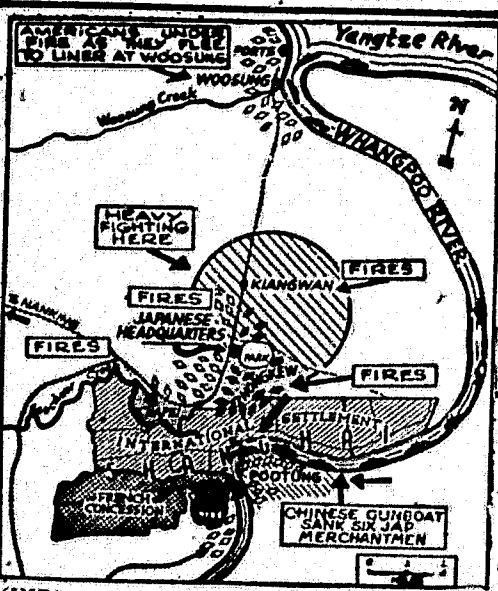 AMERICANS UNDER
FIRE AS THEY FLEE
TO LINER AT WOOSUNG
Yangtze River
FORTS
WOOSUNG
Woosung Creek
N
WHANGPOO RIVER
HEAVY
FIGHTING
HERE
KIANGWAN
FIRES
FIRES
JAPANESE
HEADQUARTERS
NANKING
FIRES
PARK
FIRES
INTERNATIONAL
SETTLEMENT
POOTUNG
FRENCH
CONCESSION
CHINESE GUNBOAT
SANK SIX JAP
MERCHANTMEN